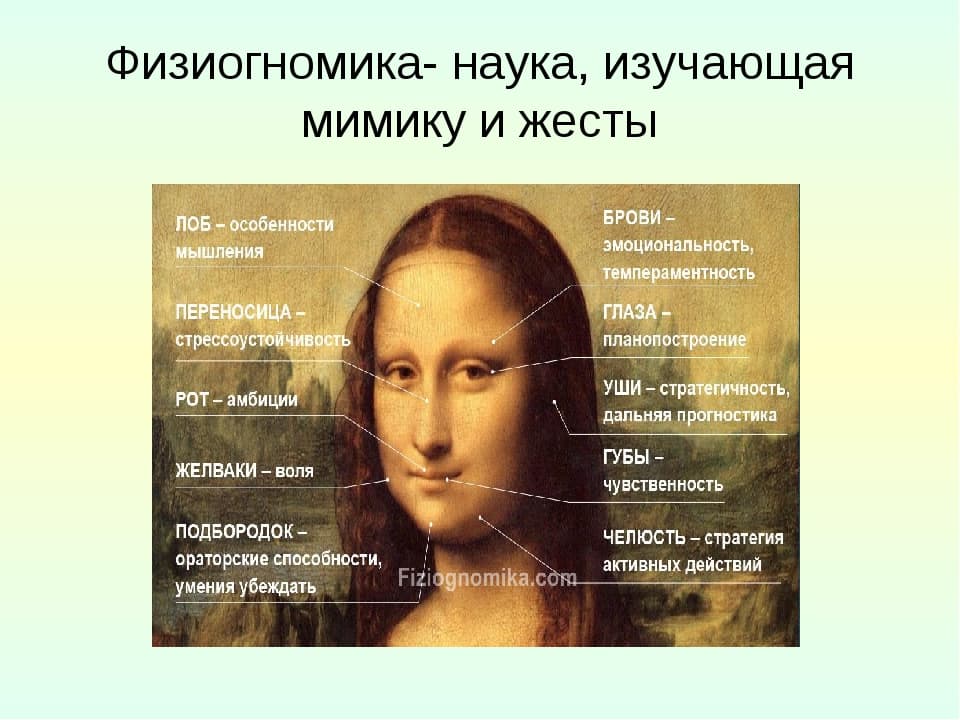 Физиогномика- наука, изучающая
мимику и жесты
ЛОБ – особенности
мышления
ПЕРЕНОСИЦА –
стрессоустойчивость
РОТ – амбиции
ЖЕЛВАКИ – воля
ПОДБОРОДОК –
ораторские способности,
умения убеждать
БРОВИ –
эмоциональность,
темпераментность
ГЛАЗА –
планопостроение
УШИ – стратегичность,
дальняя прогностика
ГУБЫ –
чувственность
ЧЕЛЮСТЬ – стратегия
активных действий
Fiziognomika.com